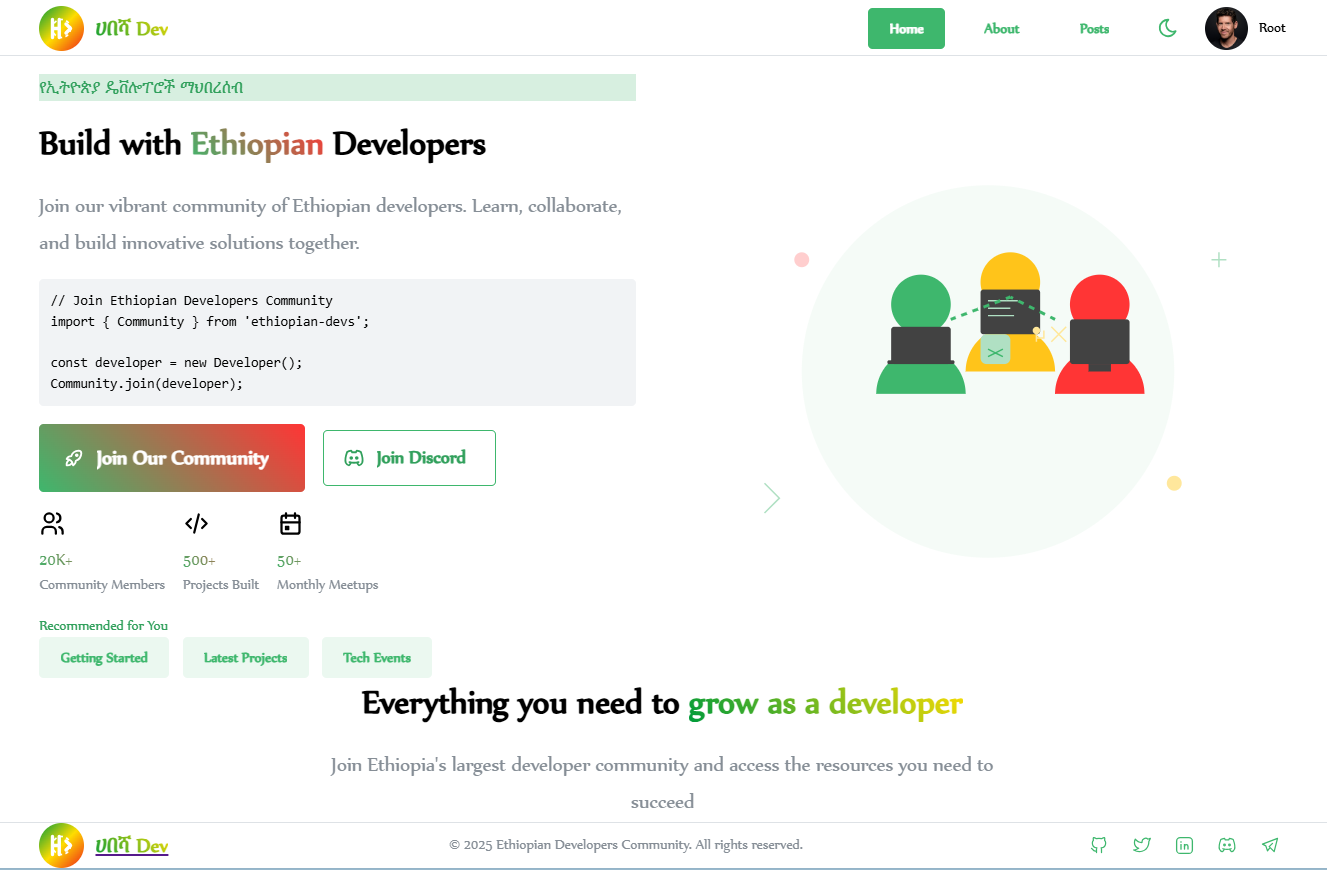 ሀበሻ Dev
Home
About
Posts
Root
የኢትዮጵያ ዴቨሎፐሮች ማህበረሰብ
Build with Ethiopian Developers
Join our vibrant community of Ethiopian developers. Learn, collaborate,
and build innovative solutions together.
// Join Ethiopian Developers Community
import { Community } from 'ethiopian-devs';
const developer = new Developer();
Community.join(developer);
Join Our Community
Join Discord
20K+
Community Members
500+
Projects Built
50+
Monthly Meetups
Recommended for You
Getting Started
Latest Projects
Tech Events
Everything you need to grow as a developer
Join Ethiopia's largest developer community and access the resources you need to
succeed
ሀበሻ Dev
© 2025 Ethiopian Developers Community. All rights reserved.